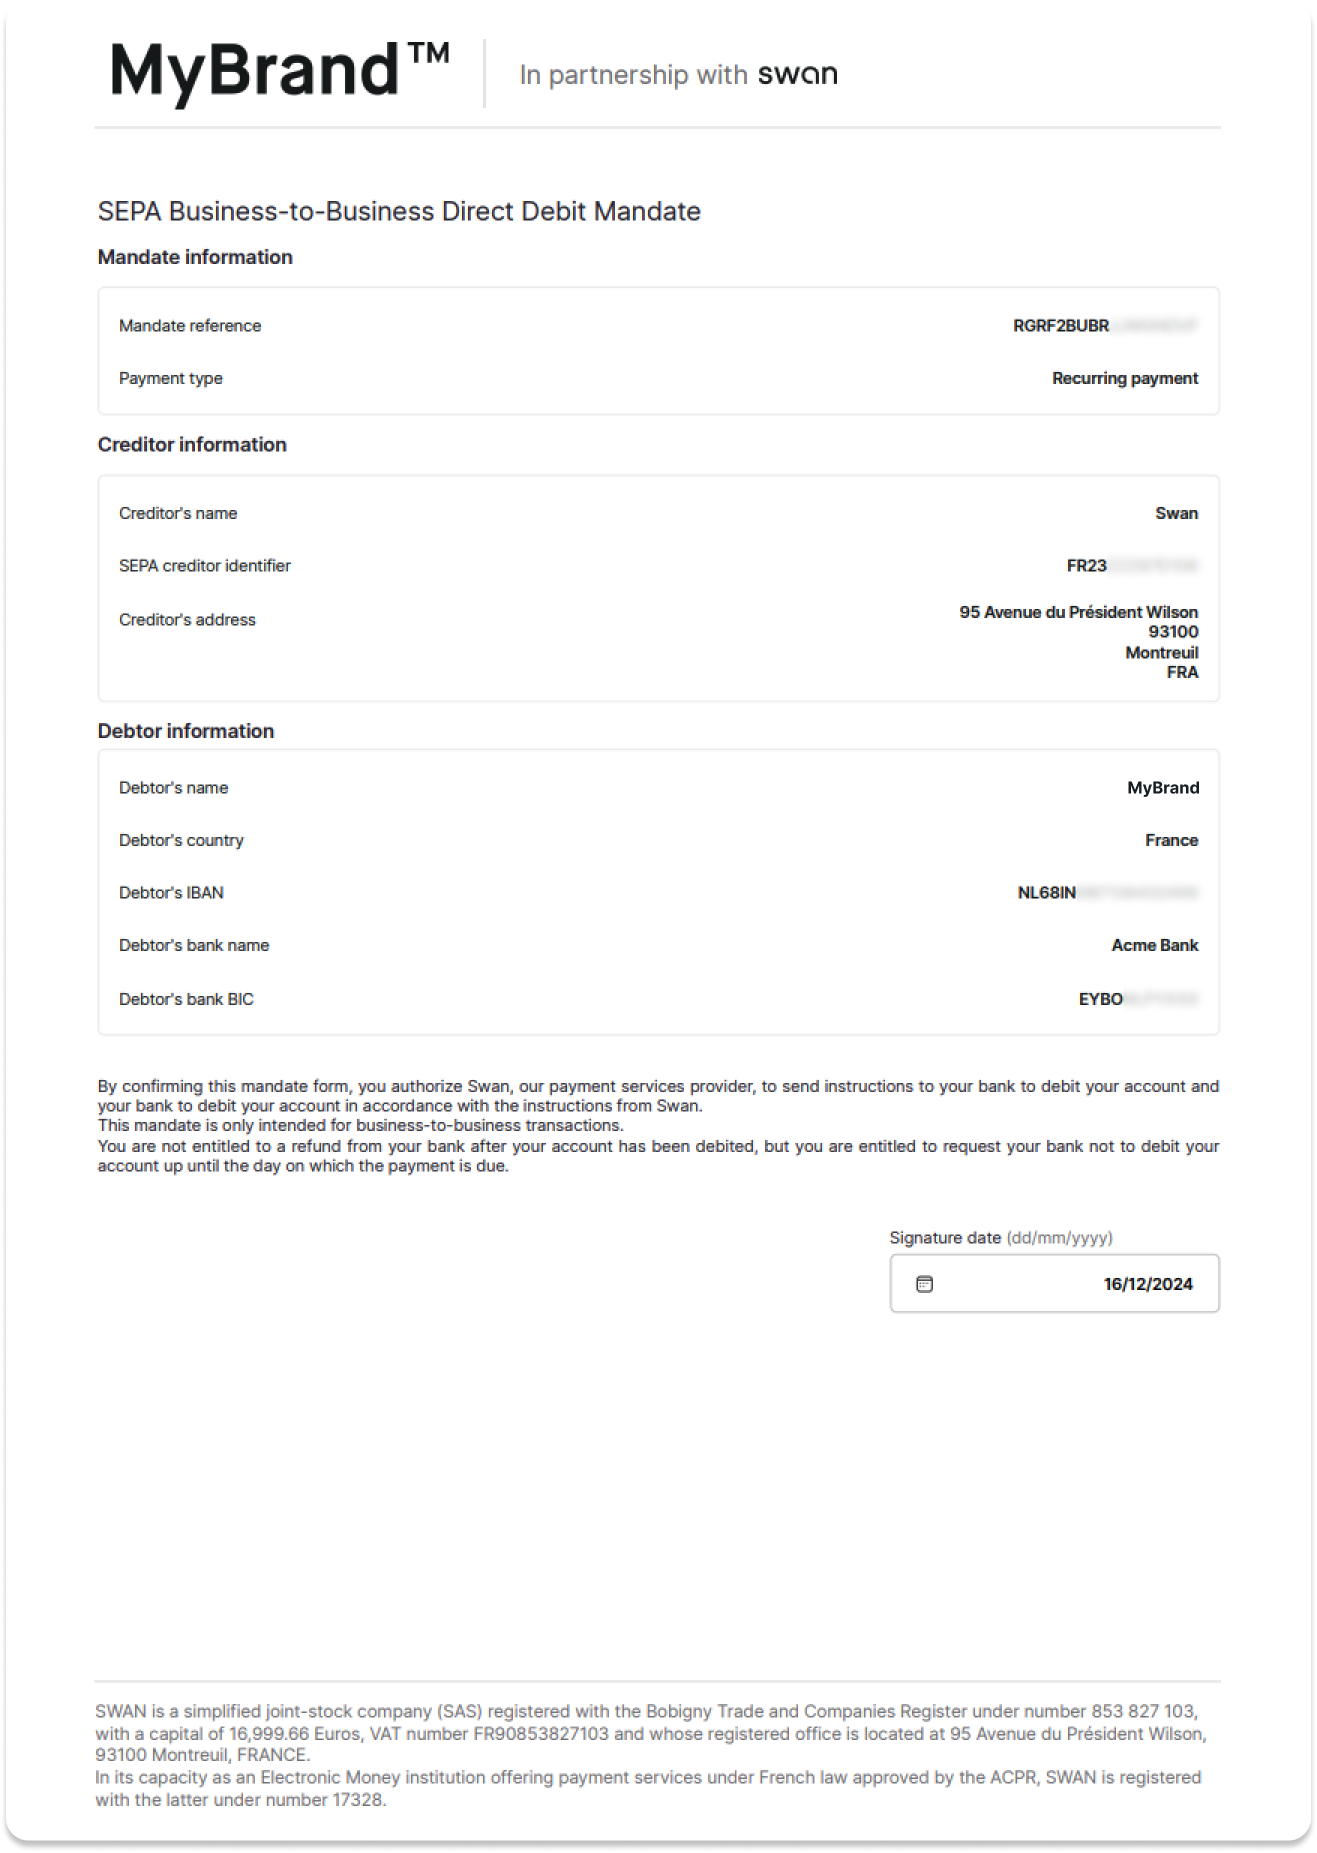 MyBrand™
In partnership with swan
SEPA Business-to-Business Direct Debit Mandate
Mandate information
Mandate reference RGRF2BUBR
Payment type Recurring payment
Creditor information
Creditor's name Swan
SEPA creditor identifier FR23
Creditor's address 95 Avenue du Président Wilson
93100
Montreuil
FRA
Debtor information
Debtor's name MyBrand
Debtor's country France
Debtor's IBAN NL68IN
Debtor's bank name Acme Bank
Debtor's bank BIC EYBO
By confirming this mandate form, you authorize Swan, our payment services provider, to send instructions to your bank to debit your account and
your bank to debit your account in accordance with the instructions from Swan.
This mandate is only intended for business-to-business transactions.
You are not entitled to a refund from your bank after your account has been debited, but you are entitled to request your bank not to debit your
account up until the day on which the payment is due.
Signature date (dd/mm/yyyy)
16/12/2024
SWAN is a simplified joint-stock company (SAS) registered with the Bobigny Trade and Companies Register under number 853 827 103,
with a capital of 16,999.66 Euros, VAT number FR90853827103 and whose registered office is located at 95 Avenue du Président Wilson,
93100 Montreuil, FRANCE.
In its capacity as an Electronic Money institution offering payment services under French law approved by the ACPR, SWAN is registered
with the latter under number 17328.